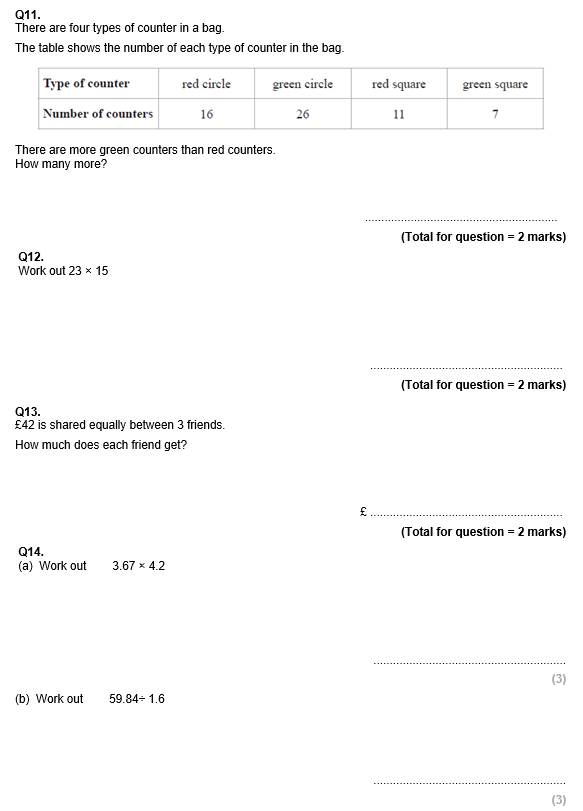 Q11.
There are four types of counter in a bag.
The table shows the number of each type of counter in the bag.
Type of counter red circle green circle red square green square
Number of counters 16 26 11 7
There are more green counters than red counters.
How many more?
..............................................................
(Total for question = 2 marks)
Q12.
Work out 23 × 15
..............................................................
(Total for question = 2 marks)
Q13.
£42 is shared equally between 3 friends.
How much does each friend get?
£ ..............................................................
(Total for question = 2 marks)
Q14.
(a) Work out 3.67 × 4.2
..............................................................
(3)
(b) Work out 59.84÷ 1.6
..............................................................
(3)